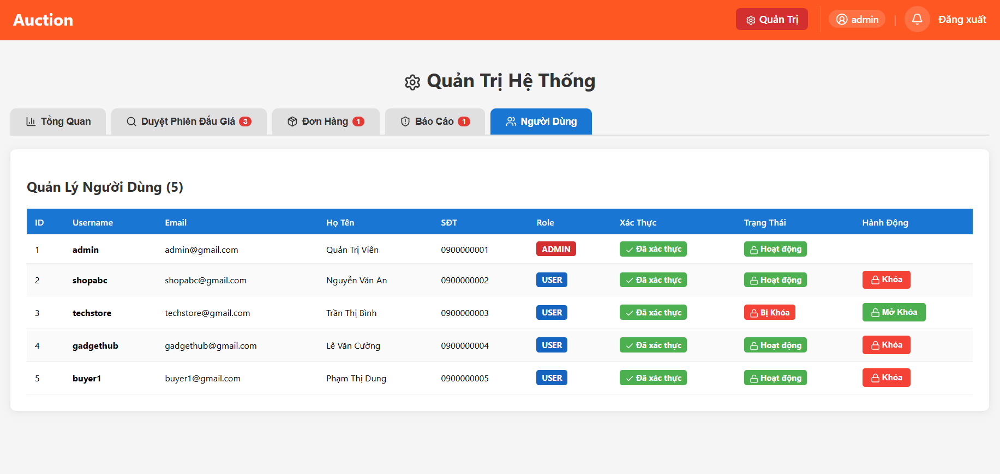 Auction
Quản Trị
admin
|
Đăng xuất
Quản Trị Hệ Thống
Tổng Quan
Duyệt Phiên Đấu Giá 3
Đơn Hàng 1
Báo Cáo 1
Người Dùng
Quản Lý Người Dùng (5)
ID Username Email Họ Tên SĐT Role Xác Thực Trạng Thái Hành Động
1 admin admin@gmail.com Quản Trị Viên 0900000001 ADMIN Đã xác thực Hoạt động
2 shopabc shopabc@gmail.com Nguyễn Văn An 0900000002 USER Đã xác thực Hoạt động Khóa
3 techstore techstore@gmail.com Trần Thị Bình 0900000003 USER Đã xác thực Bị Khóa Mở Khóa
4 gadgethub gadgethub@gmail.com Lê Văn Cường 0900000004 USER Đã xác thực Hoạt động Khóa
5 buyer1 buyer1@gmail.com Phạm Thị Dung 0900000005 USER Đã xác thực Hoạt động Khóa